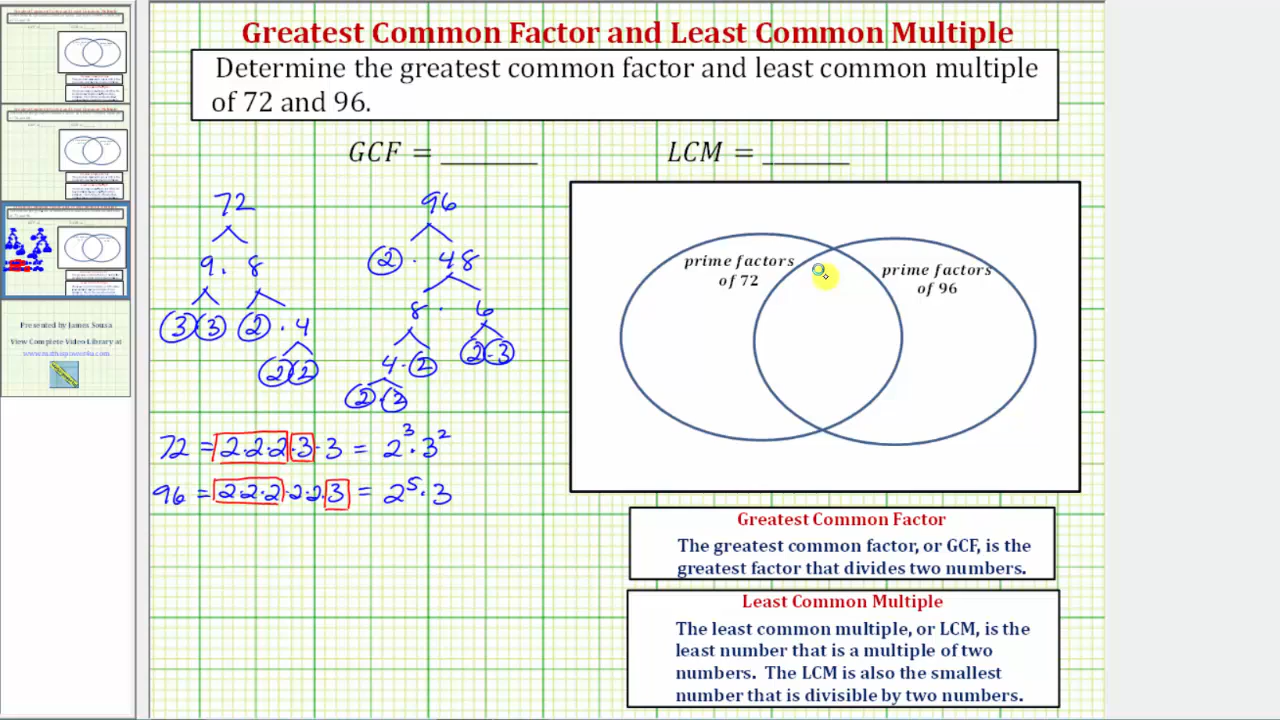 Greatest Common Factor and Least Common Multiple
Determine the greatest common factor and least common multiple
of 72 and 96.
GCF = ______ LCM = ______
72
9 . 8
3 3 2 . 4
2 2
96
2 . 48
8 . 6
4 . 2 2 . 3
2 . 2
72 = 2·2·2·3·3 = 2³·3²
96 = 2·2·2·2·2·3 = 2⁵·3
prime factors
of 72
prime factors
of 96
Greatest Common Factor
The greatest common factor, or GCF, is the
greatest factor that divides two numbers.
Least Common Multiple
The least common multiple, or LCM, is the
least number that is a multiple of two
numbers. The LCM is also the smallest
number that is divisible by two numbers.
Presented by James Sousa
View Complete Video Library at